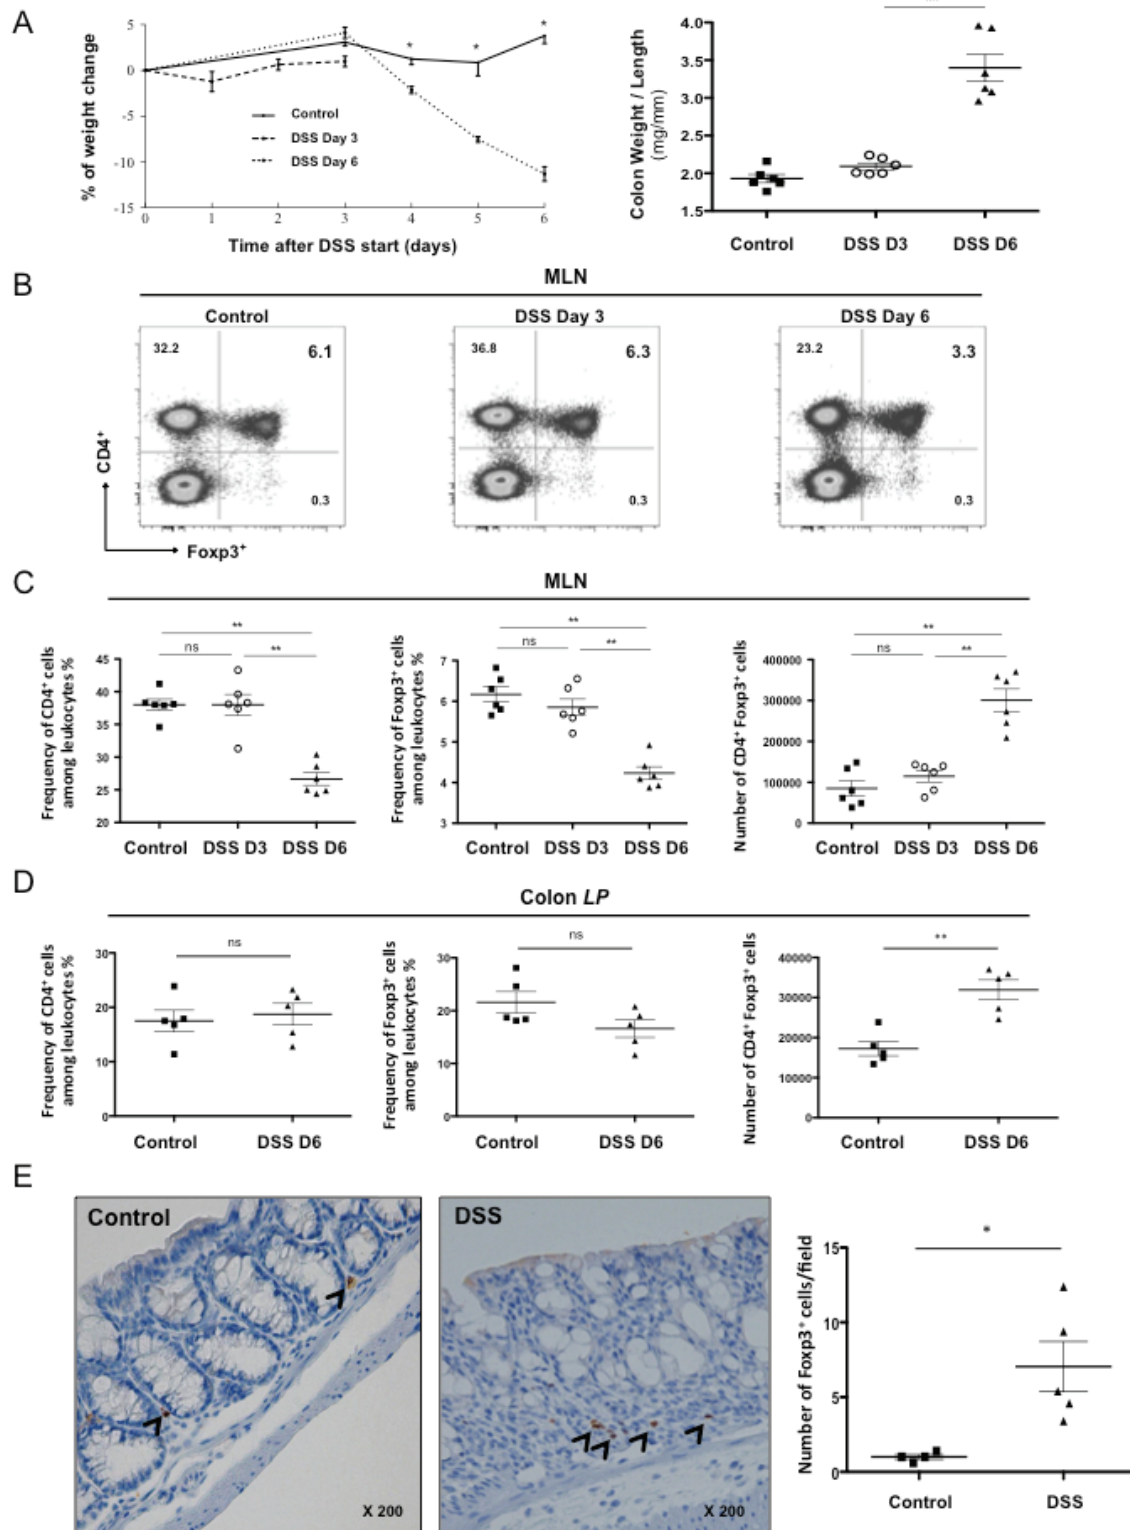 A
5
0
-5
-10
-15
% of weight change
*
*
*
Control
DSS Day 3
DSS Day 6
0 1 2 3 4 5 6
Time after DSS start (days)
4.0
3.5
3.0
2.5
2.0
1.5
Colon Weight / Length
(mg/mm)
Control DSS D3 DSS D6
B
MLN
Control DSS Day 3 DSS Day 6
32.2 6.1 36.8 6.3 23.2 3.3
0.3 0.3 0.3
CD4⁺
Foxp3⁺
C
MLN
Frequency of CD4⁺ cells
among leukocytes %
**
ns **
45
40
35
30
25
20
Control DSS D3 DSS D6
Frequency of Foxp3⁺ cells
among leukocytes %
**
ns **
7
6
5
4
3
Control DSS D3 DSS D6
Number of CD4⁺ Foxp3⁺ cells
**
ns **
400000
300000
200000
100000
0
Control DSS D3 DSS D6
D
Colon LP
Frequency of CD4⁺ cells
among leukocytes %
ns
30
20
10
0
Control DSS D6
Frequency of Foxp3⁺ cells
among leukocytes %
ns
30
20
10
0
Control DSS D6
Number of CD4⁺ Foxp3⁺ cells
**
40000
30000
20000
10000
0
Control DSS D6
E
Control
X 200
DSS
X 200
Number of Foxp3⁺ cells/field
*
15
10
5
0
Control DSS